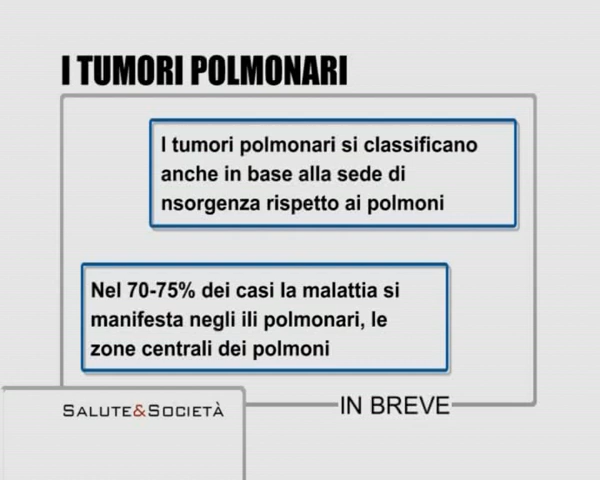 I TUMORI POLMONARI
I tumori polmonari si classificano
anche in base alla sede di
nsorgenza rispetto ai polmoni
Nel 70-75% dei casi la malattia si
manifesta negli ili polmonari, le
zone centrali dei polmoni
SALUTE&SOCIETÀ
IN BREVE